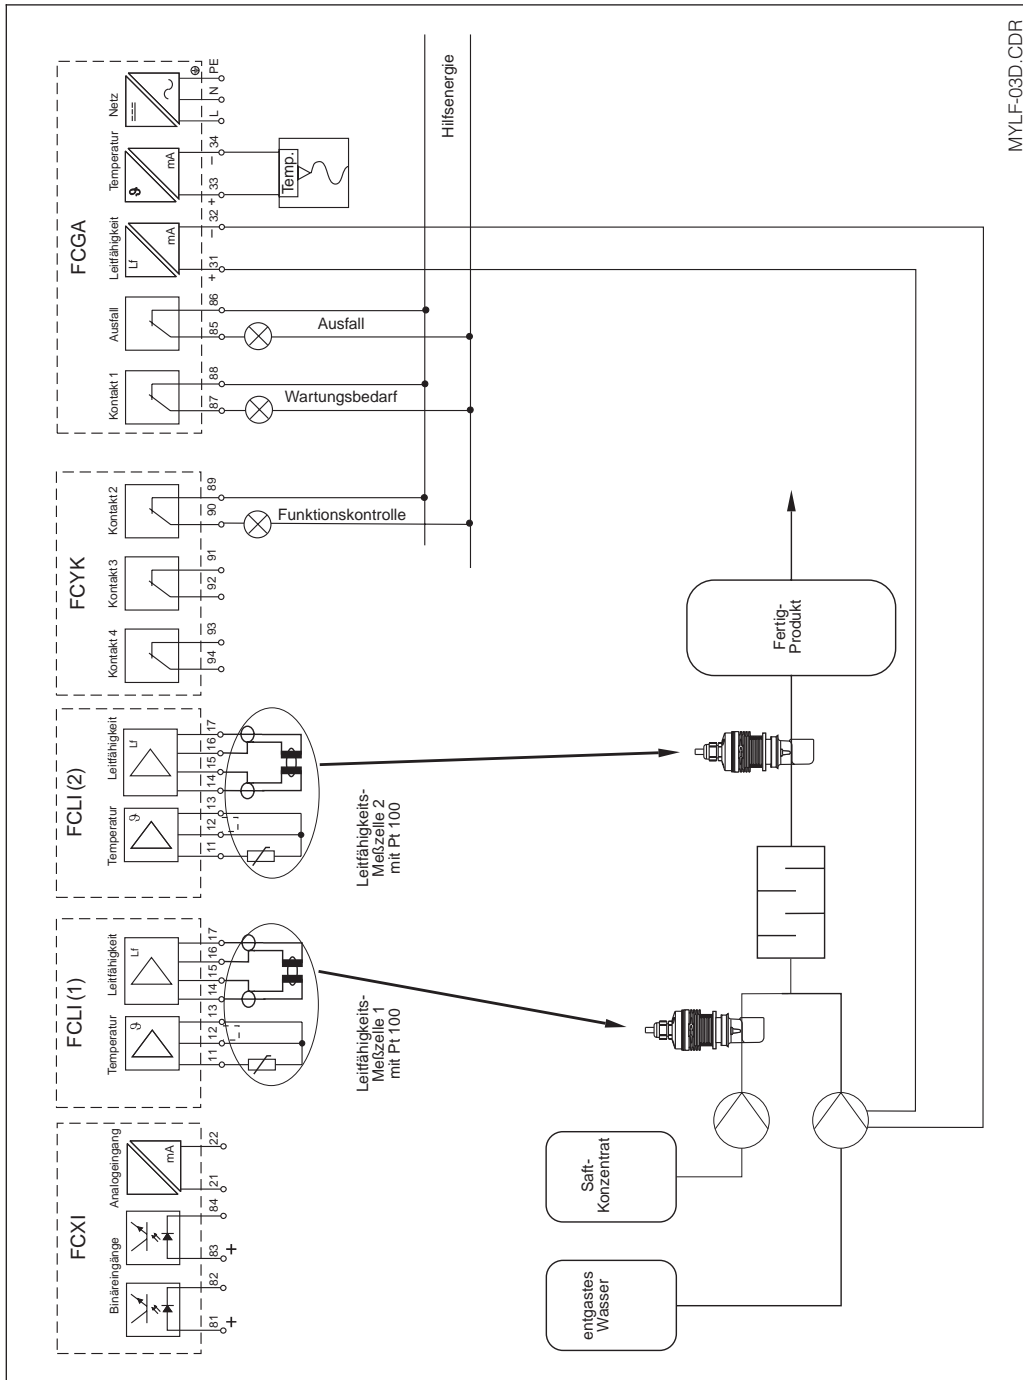 MYLF-03D.CDR
FCXI
Binäreingänge
Analogeingang
mA
81
82
83
84
21
22
+
+
FCLI (1)
Temperatur
Leitfähigkeit
ϑ
Lf
11
12
13
14
15
16
17
Leitfähigkeits-
Meßzelle 1
mit Pt 100
FCLI (2)
Temperatur
Leitfähigkeit
ϑ
Lf
11
12
13
14
15
16
17
Leitfähigkeits-
Meßzelle 2
mit Pt 100
FCYK
Kontakt 4
Kontakt 3
Kontakt 2
94
93
92
91
90
89
Funktionskontrolle
FCGA
Kontakt 1
Ausfall
Leitfähigkeit
Temperatur
Netz
Lf
mA
ϑ
mA
87
88
85
86
+ 31
– 32
+ 33
– 34
L
N
PE
Wartungsbedarf
Ausfall
Temp.
Hilfsenergie
entgastes
Wasser
Saft-
Konzentrat
Fertig-
Produkt